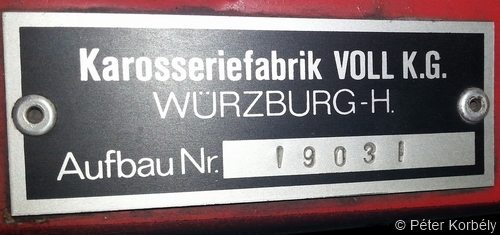 Karosseriefabrik VOLL K.G.
WÜRZBURG-H.
Aufbau Nr. 19031
© Péter Korbély